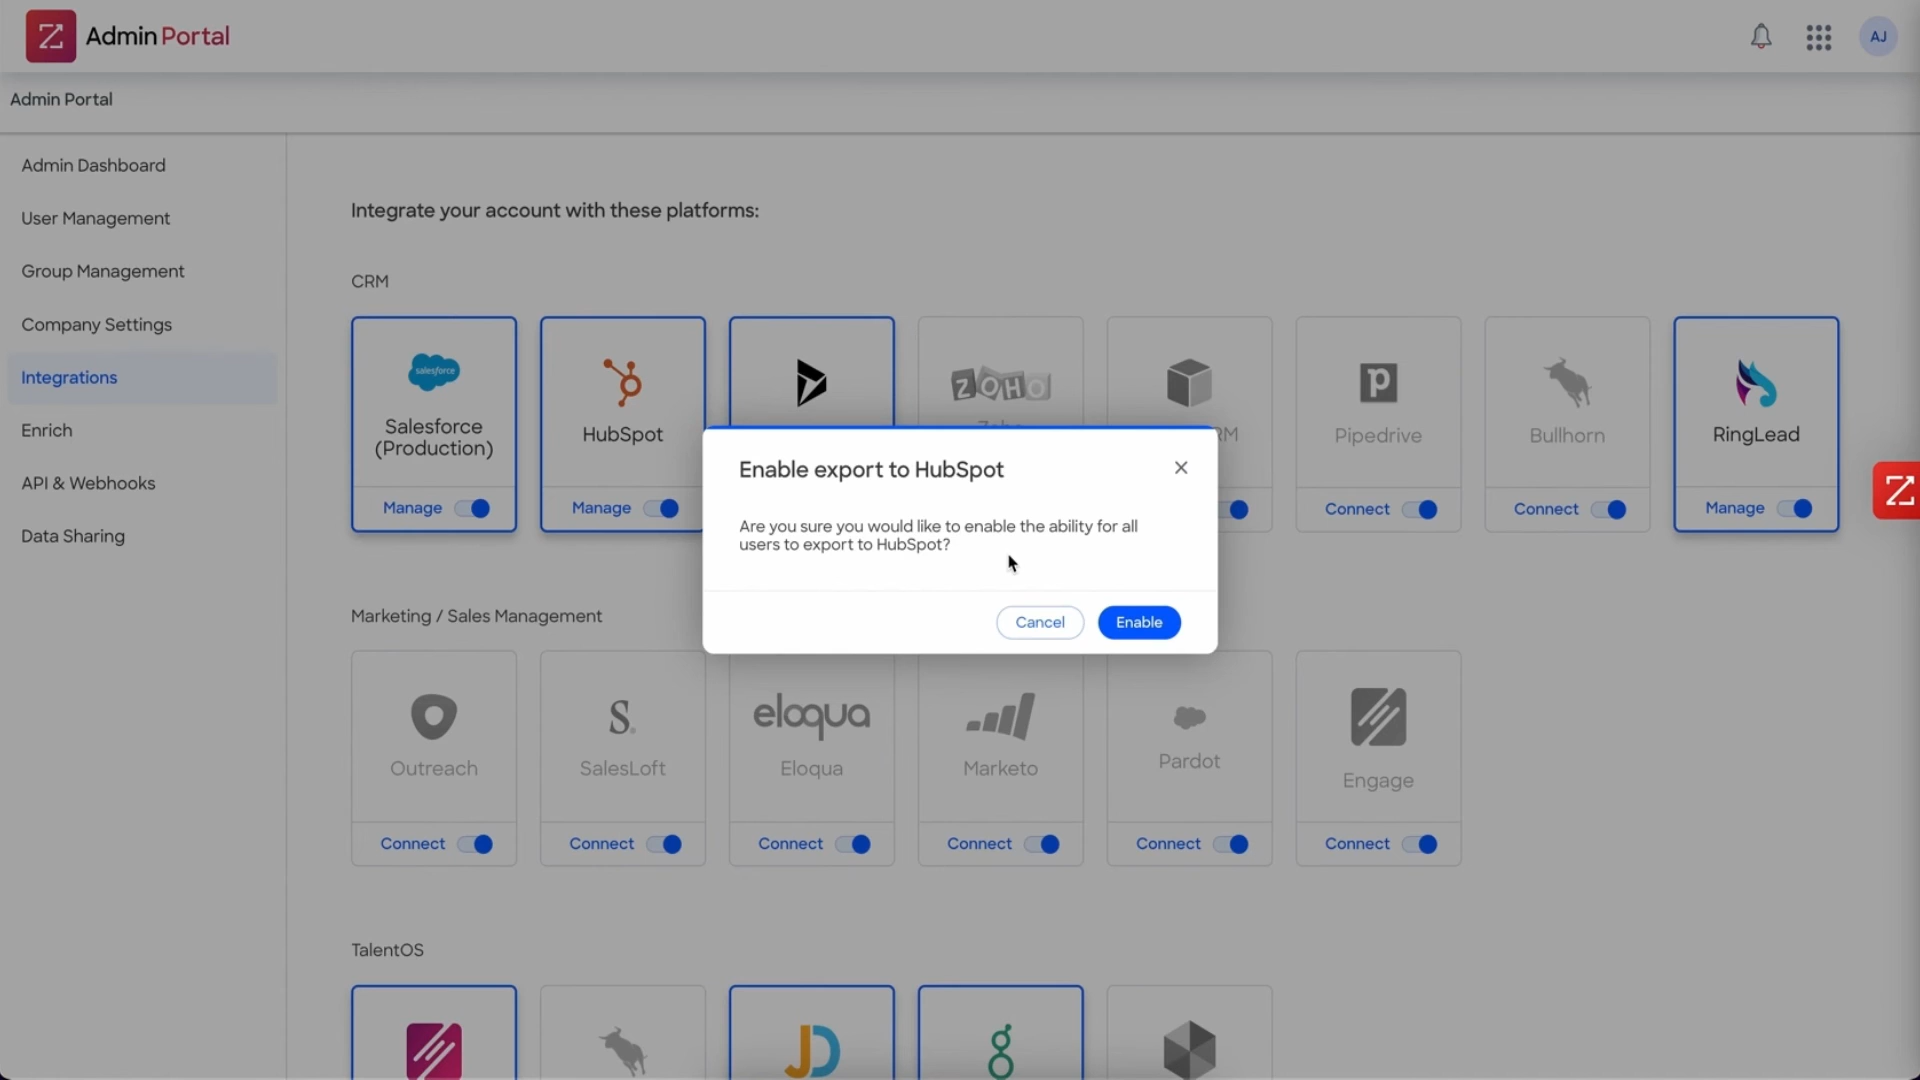 Admin Portal
AJ
Admin Portal
Admin Dashboard
User Management
Group Management
Company Settings
Integrations
Enrich
API & Webhooks
Data Sharing
Integrate your account with these platforms:
CRM
salesforce
Salesforce
(Production)
Manage
HubSpot
Manage
ZOHO
Pipedrive
Connect
Bullhorn
Connect
RingLead
Manage
Enable export to HubSpot
Are you sure you would like to enable the ability for all
users to export to HubSpot?
Cancel
Enable
Marketing / Sales Management
Outreach
Connect
S.
SalesLoft
Connect
eloqua
Eloqua
Connect
Marketo
Connect
Pardot
Connect
Engage
Connect
TalentOS
JD
g